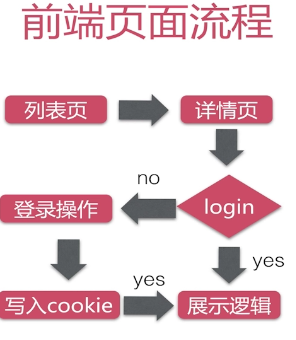 前端页面流程
列表页
详情页
no
登录操作
login
yes
yes
写入cookie
展示逻辑